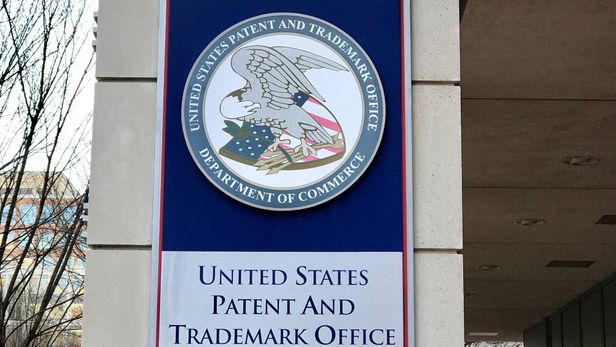 UNITED STATES PATENT AND TRADEMARK OFFICE
DEPARTMENT OF COMMERCE
UNITED STATES
PATENT AND
TRADEMARK OFFICE